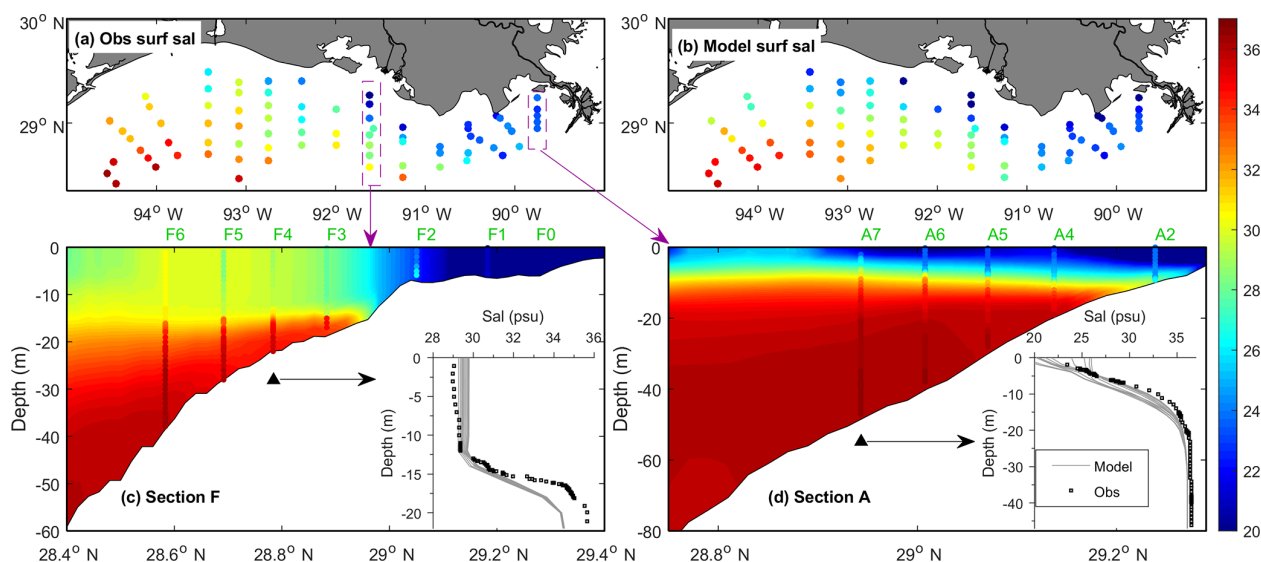 30° N
(a) Obs surf sal
29° N
94° W 93° W 92° W 91° W 90° W
30° N
(b) Model surf sal
29° N
94° W 93° W 92° W 91° W 90° W
F6 F5 F4 F3 F2 F1 F0
0
-10
-20
-30
-40
-50
-60
Depth (m)
28.4° N 28.6° N 28.8° N 29° N 29.2° N 29.4° N
(c) Section F
Sal (psu)
28 30 32 34 36
0
-5
-10
-15
-20
Depth (m)
A7 A6 A5 A4 A2
0
-20
-40
-60
-80
Depth (m)
28.8° N 29° N 29.2° N
(d) Section A
Sal (psu)
20 25 30 35
0
-10
-20
-30
-40
Depth (m)
Model
Obs
36
34
32
30
28
26
24
22
20